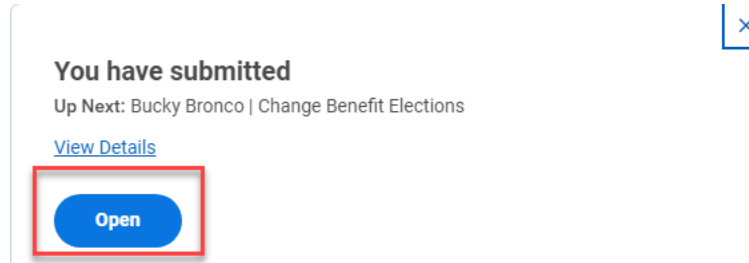 You have submitted
Up Next: Bucky Bronco | Change Benefit Elections
View Details
Open